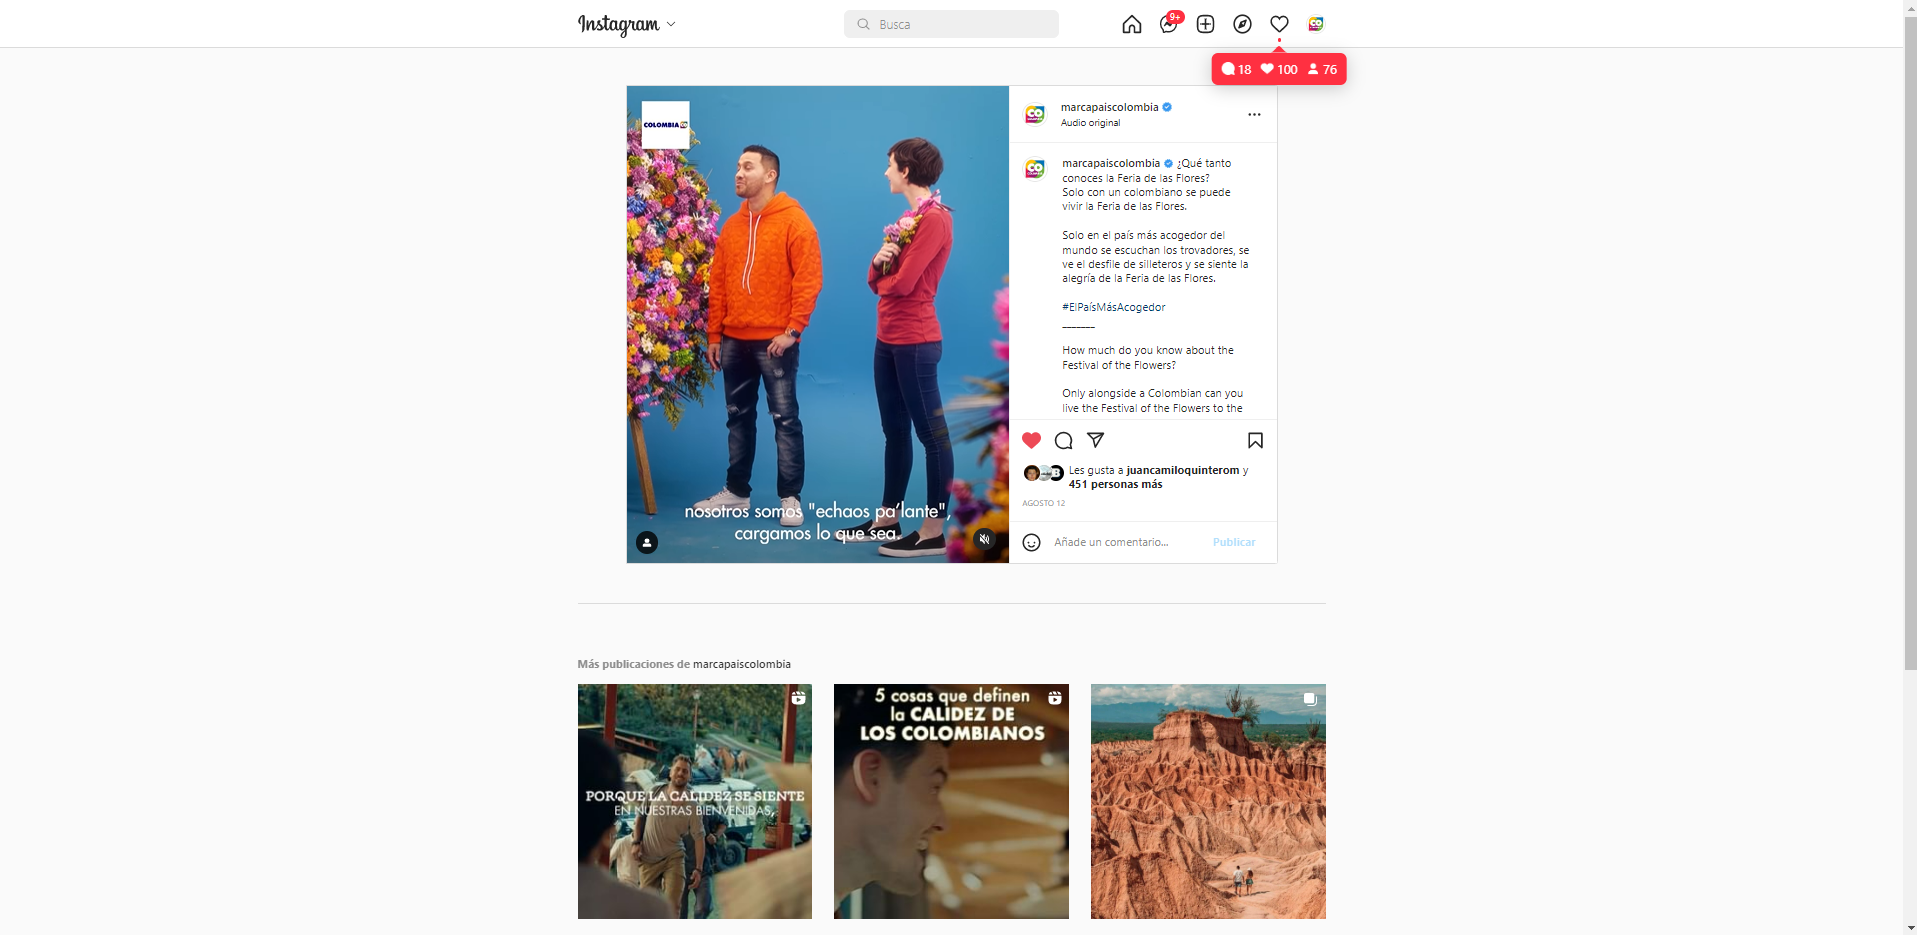 Instagram
Busca
9+
18 100 76
COLOMBIA CO
nosotros somos "echaos pa'lante",
cargamos lo que sea.
marcapaiscolombia
Audio original
marcapaiscolombia ¿Qué tanto
conoces la Feria de las Flores?
Solo con un colombiano se puede
vivir la Feria de las Flores.
Solo en el país más acogedor del
mundo se escuchan los trovadores, se
ve el desfile de silleteros y se siente la
alegría de la Feria de las Flores.
#ElPaísMásAcogedor
_______
How much do you know about the
Festival of the Flowers?
Only alongside a Colombian can you
live the Festival of the Flowers to the
Les gusta a juancamiloquinterom y
451 personas más
AGOSTO 12
Añade un comentario... Publicar
Más publicaciones de marcapaiscolombia
PORQUE LA CALIDEZ SE SIENTE
EN NUESTRAS BIENVENIDAS,
5 cosas que definen
la CALIDEZ DE
LOS COLOMBIANOS